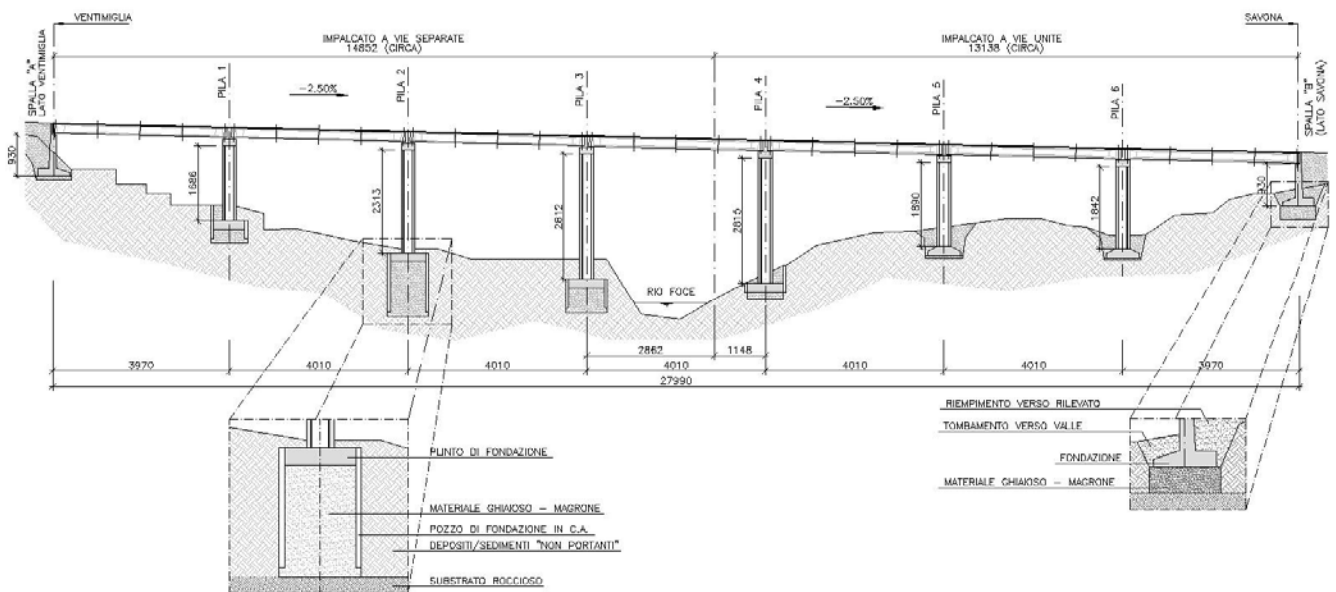 VENTIMIGLIA
SAVONA
IMPALCATO A VIE SEPARATE
14852 (CIRCA)
IMPALCATO A VIE UNITE
13138 (CIRCA)
SPALLA "A"
LATO VENTIMIGLIA
PILA 1
-2,50%
PILA 2
PILA 3
PILA 4
-2,50%
PILA 5
PILA 6
SPALLA "B"
(LATO SAVONA)
930
1686
2313
2612
2815
1890
1842
930
RIO FOCE
2862
1148
3970
4010
4010
4010
4010
4010
3970
27990
RIEMPIMENTO VERSO RILEVATO
TOMBAMENTO VERSO VALLE
FONDAZIONE
MATERIALE GHIAIOSO - MAGRONE
PLINTO DI FONDAZIONE
MATERIALE GHIAIOSO - MAGRONE
POZZO DI FONDAZIONE IN C.A.
DEPOSITI/SEDIMENTI "NON PORTANTI"
SUBSTRATO ROCCIOSO